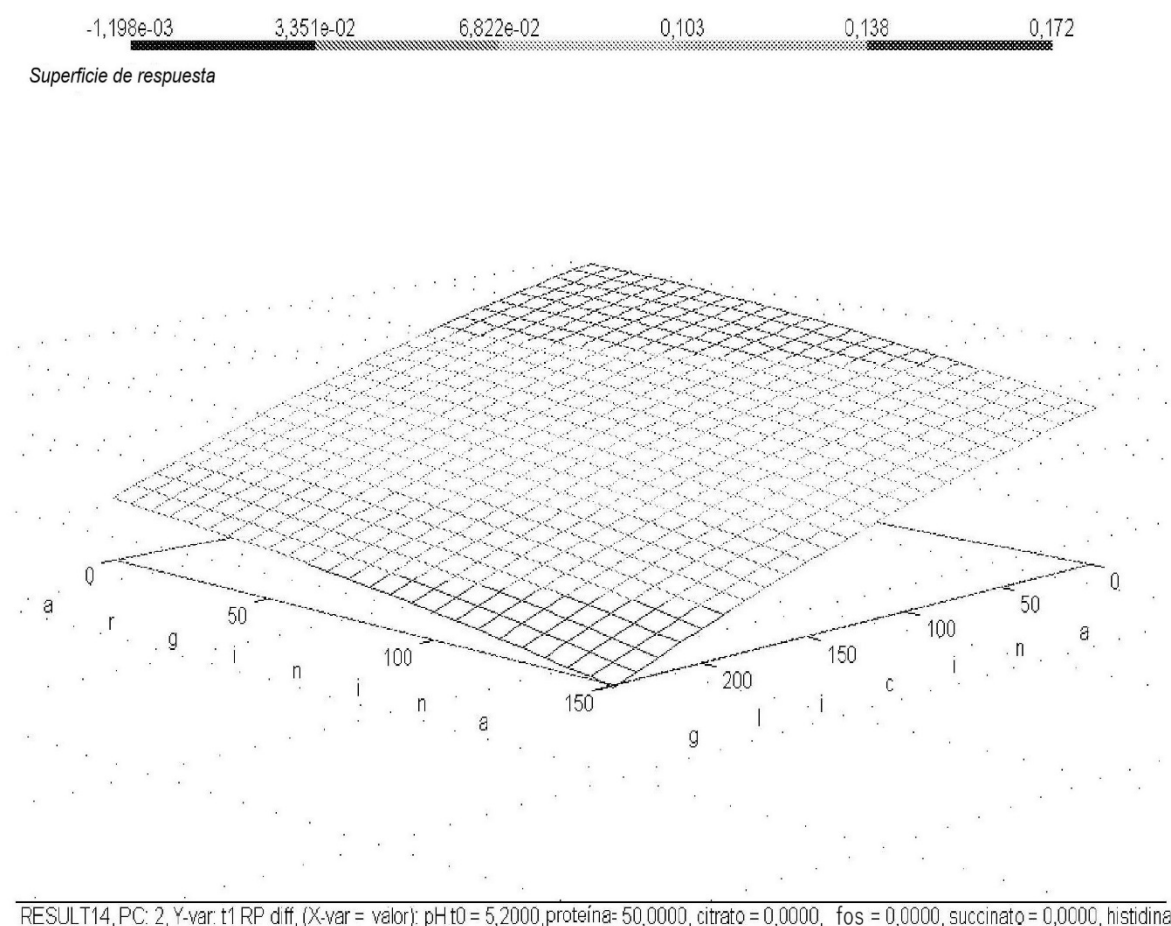 -1,198e-03 3,351e-02 6,822e-02 0,103 0,138 0,172
Superficie de respuesta
0 50 100 150
arginina
200 150 100 50 0
glicina
RESULT14, PC: 2, Y-var: t1 RP diff, (X-var = valor): pH t0 = 5,2000, proteína= 50,0000, citrato = 0,0000, fos = 0,0000, succinato = 0,0000, histidina